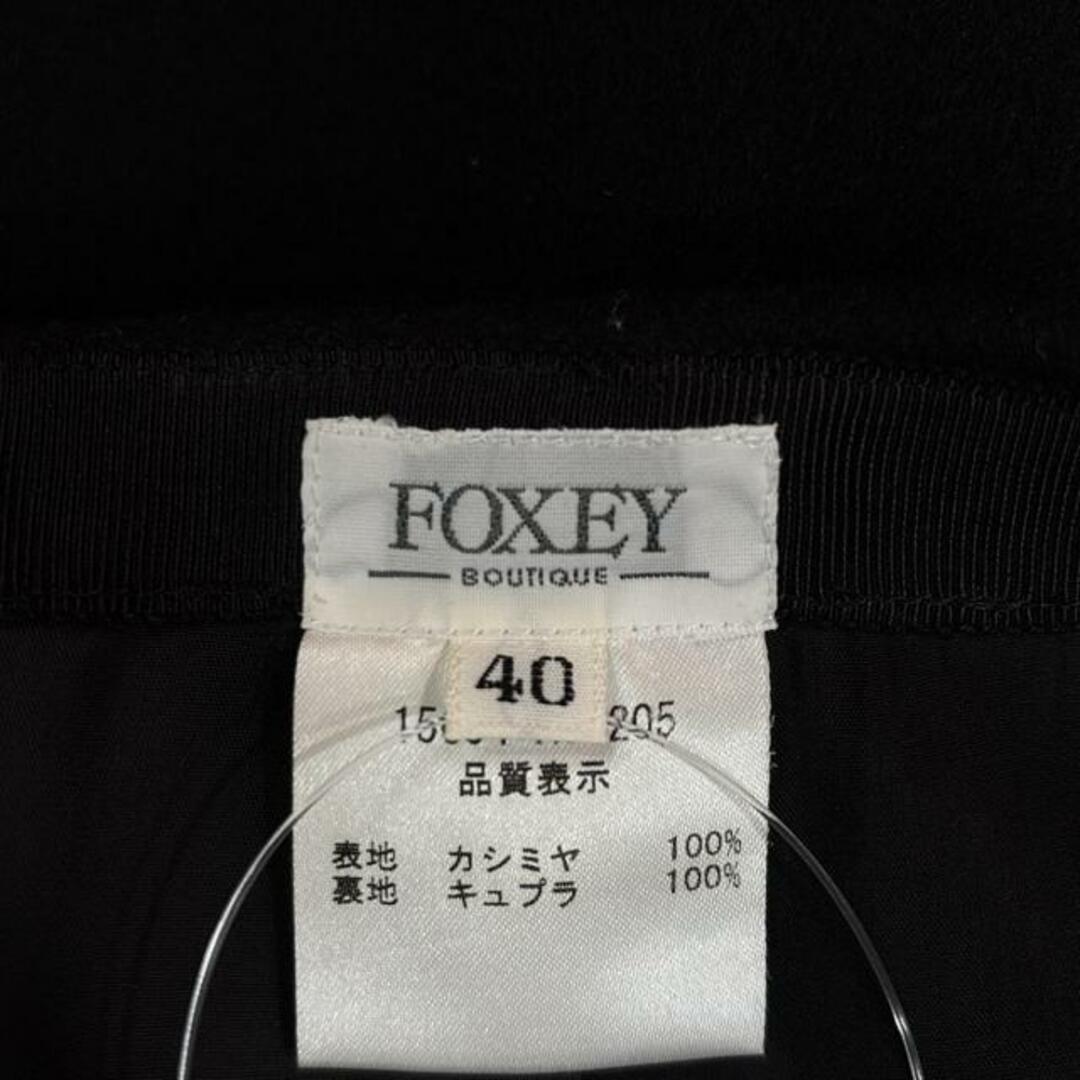 FOXEY
BOUTIQUE
40
205
品質表示
表地 カシミヤ 100%
裏地 キュプラ 100%